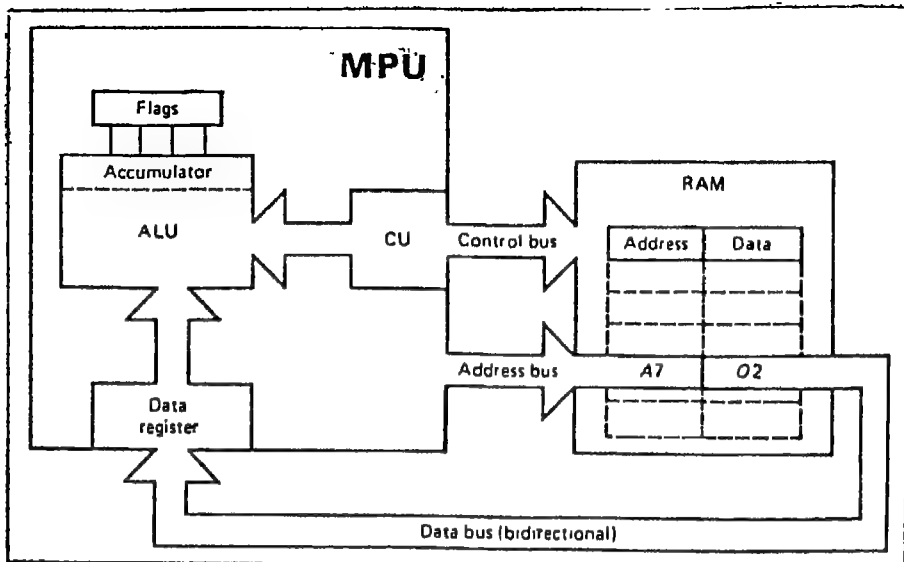 MPU
Flags
Accumulator
ALU
CU
Control bus
RAM
Address Data
Address bus
A7 02
Data
register
Data bus (bidirectional)